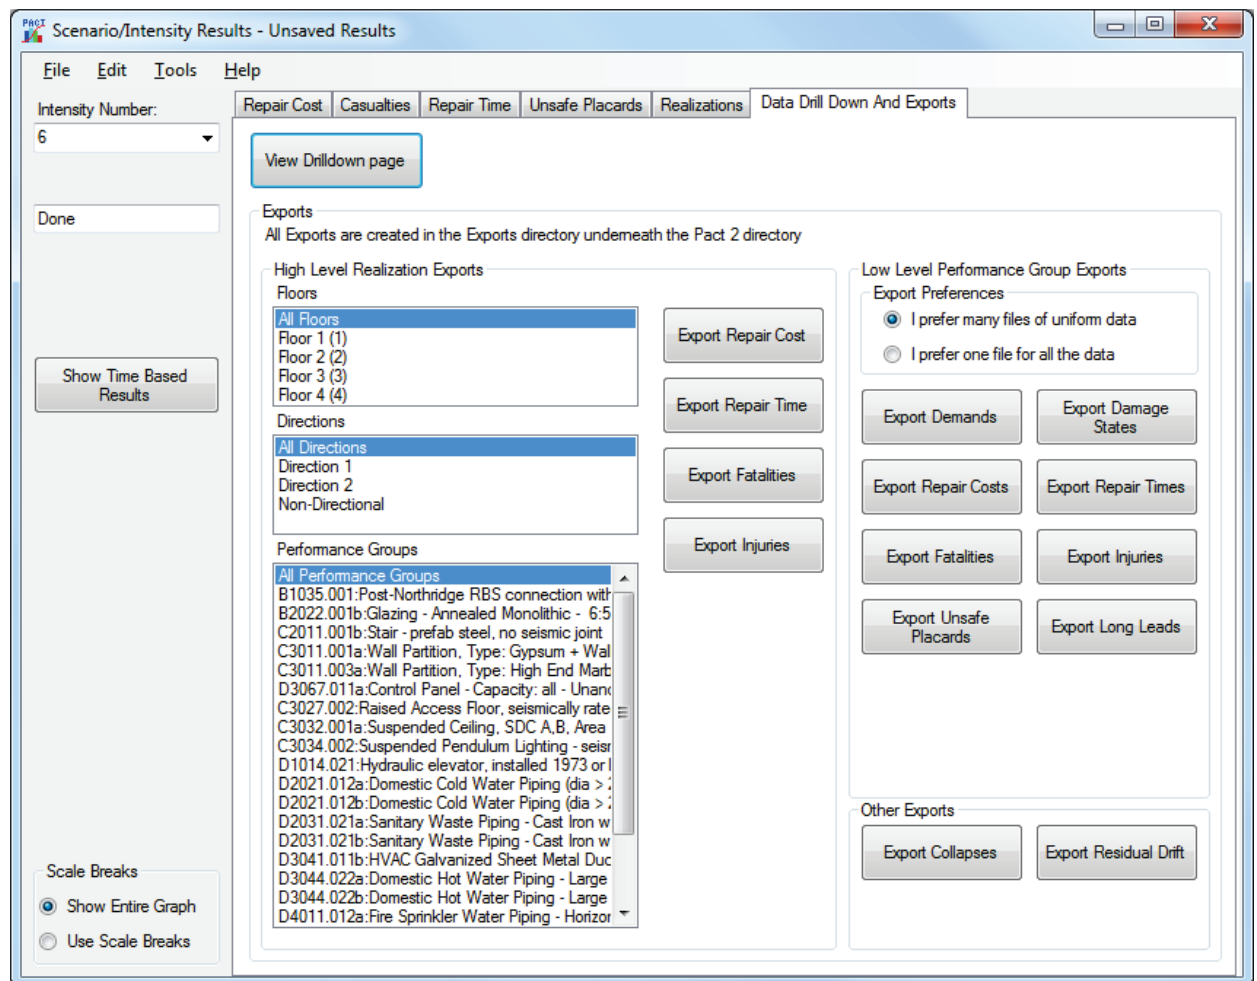 PACT
Scenario/Intensity Results - Unsaved Results
File Edit Tools Help
Intensity Number:
6
Done
Show Time Based
Results
Scale Breaks
Show Entire Graph
Use Scale Breaks
Repair Cost Casualties Repair Time Unsafe Placards Realizations Data Drill Down And Exports
View Drilldown page
Exports
All Exports are created in the Exports directory underneath the Pact 2 directory
High Level Realization Exports
Floors
All Floors
Floor 1 (1)
Floor 2 (2)
Floor 3 (3)
Floor 4 (4)
Directions
All Directions
Direction 1
Direction 2
Non-Directional
Performance Groups
All Performance Groups
B1035.001:Post-Northridge RBS connection with
B2022.001b:Glazing - Annealed Monolithic - 6:5
C2011.001b:Stair - prefab steel, no seismic joint
C3011.001a:Wall Partition, Type: Gypsum + Wal
C3011.003a:Wall Partition, Type: High End Marb
D3067.011a:Control Panel - Capacity: all - Unanc
C3027.002:Raised Access Floor, seismically rate
C3032.001a:Suspended Ceiling, SDC A,B, Area
C3034.002:Suspended Pendulum Lighting - seisr
D1014.021:Hydraulic elevator, installed 1973 or l
D2021.012a:Domestic Cold Water Piping (dia > 2
D2021.012b:Domestic Cold Water Piping (dia > 2
D2031.021a:Sanitary Waste Piping - Cast Iron w
D2031.021b:Sanitary Waste Piping - Cast Iron w
D3041.011b:HVAC Galvanized Sheet Metal Duc
D3044.022a:Domestic Hot Water Piping - Large
D3044.022b:Domestic Hot Water Piping - Large
D4011.012a:Fire Sprinkler Water Piping - Horizor
Export Repair Cost
Export Repair Time
Export Fatalities
Export Injuries
Low Level Performance Group Exports
Export Preferences
I prefer many files of uniform data
I prefer one file for all the data
Export Demands
Export Damage
States
Export Repair Costs
Export Repair Times
Export Fatalities
Export Injuries
Export Unsafe
Placards
Export Long Leads
Other Exports
Export Collapses
Export Residual Drift